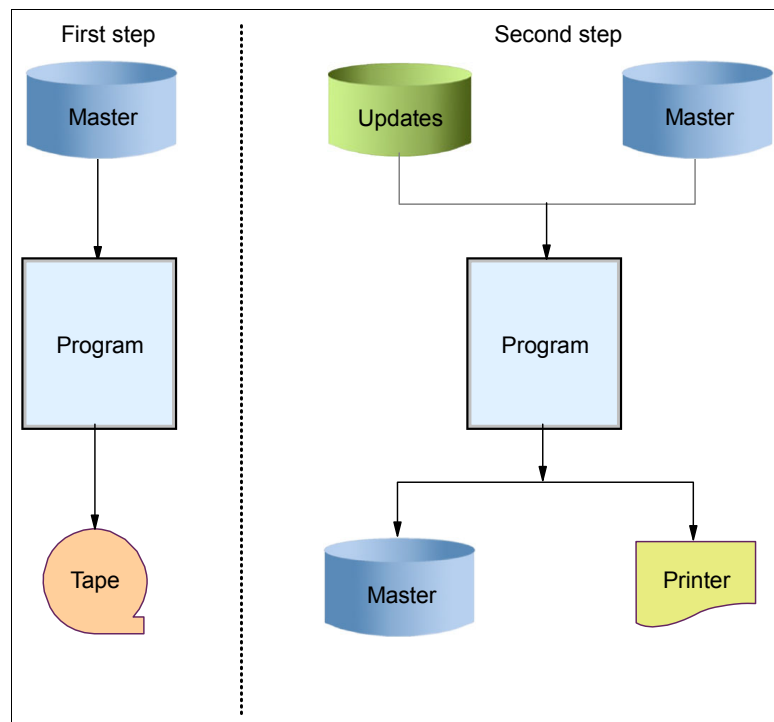 First step
Master
Program
Tape
Second step
Updates
Master
Program
Master
Printer